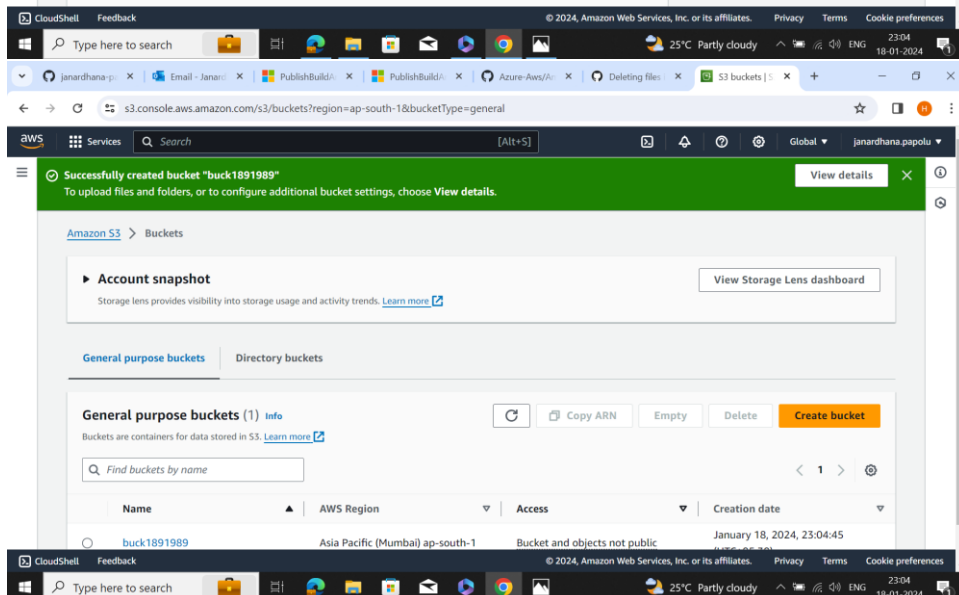 CloudShell Feedback © 2024, Amazon Web Services, Inc. or its affiliates. Privacy Terms Cookie preferences
Type here to search 25°C Partly cloudy ENG 23:04
18-01-2024
janardhana-p Email - Janard PublishBuildA PublishBuildA Azure-Aws/A Deleting files S3 buckets | S
s3.console.aws.amazon.com/s3/buckets?region=ap-south-1&bucketType=general H
aws Services Search [Alt+S] Global janardhana.papolu
Successfully created bucket "buck1891989" View details
To upload files and folders, or to configure additional bucket settings, choose View details.
Amazon S3 > Buckets
Account snapshot View Storage Lens dashboard
Storage lens provides visibility into storage usage and activity trends. Learn more
General purpose buckets Directory buckets
General purpose buckets (1) Info Copy ARN Empty Delete Create bucket
Buckets are containers for data stored in S3. Learn more
Find buckets by name 1
Name AWS Region Access Creation date
buck1891989 Asia Pacific (Mumbai) ap-south-1 Bucket and objects not public January 18, 2024, 23:04:45
CloudShell Feedback © 2024, Amazon Web Services, Inc. or its affiliates. Privacy Terms Cookie preferences
Type here to search 25°C Partly cloudy ENG 23:04
18-01-2024